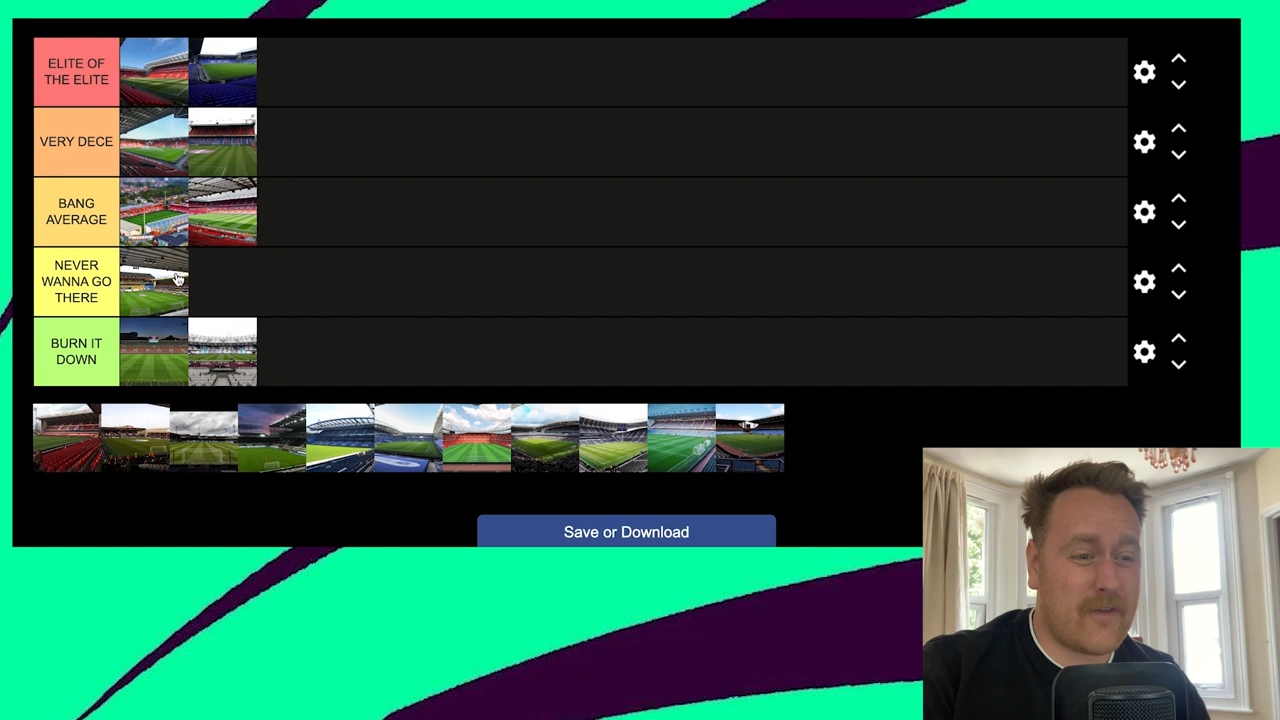 ELITE OF
THE ELITE
VERY DECE
BANG
AVERAGE
NEVER
WANNA GO
THERE
BURN IT
DOWN
Save or Download